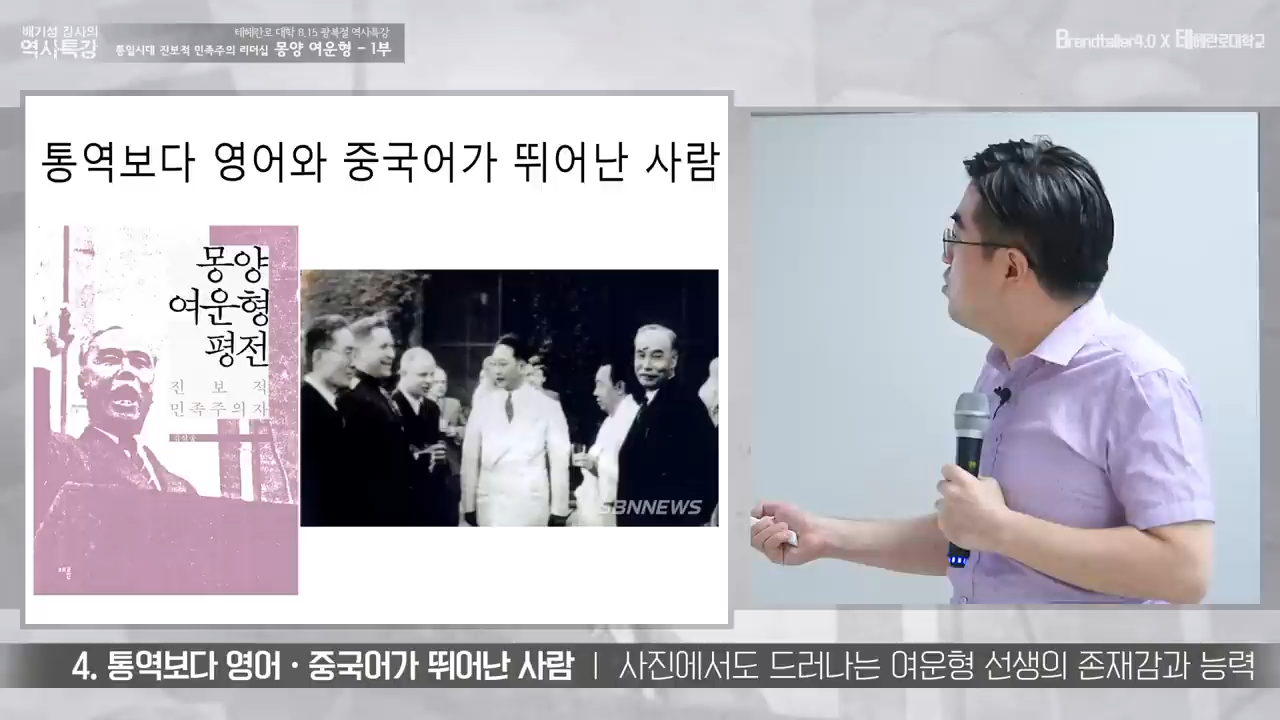 배기성 강사의
역사특강
테헤란로 대학 8.15 광복절 역사특강
통일시대 진보적 민족주의 리더십 몽양 여운형 - 1부
Brandtaller4.0 X 테헤란로대학교
통역보다 영어와 중국어가 뛰어난 사람
몽양
여운형
평전
진보적
민족주의자
SBNNEWS
4. 통역보다 영어·중국어가 뛰어난 사람 | 사진에서도 드러나는 여운형 선생의 존재감과 능력